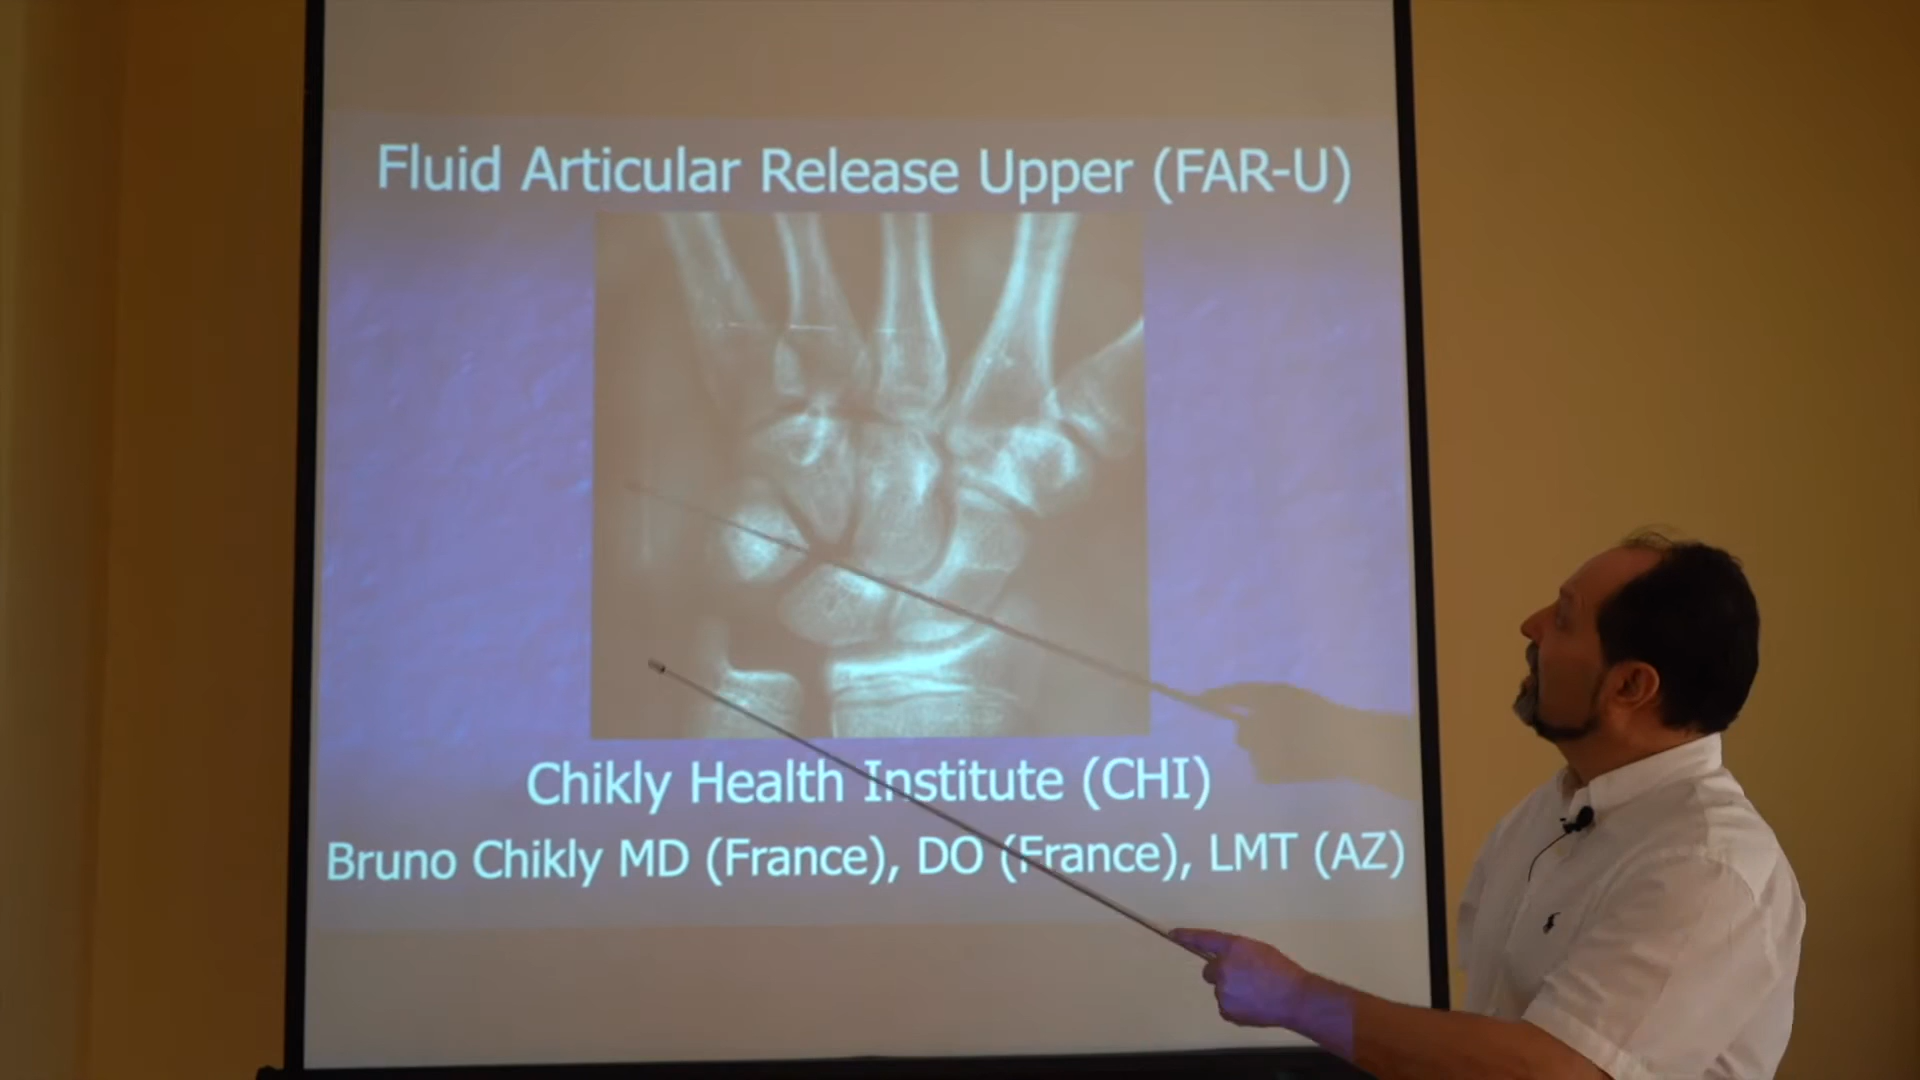 Fluid Articular Release Upper (FAR-U)
Chikly Health Institute (CHI)
Bruno Chikly MD (France), DO (France), LMT (AZ)